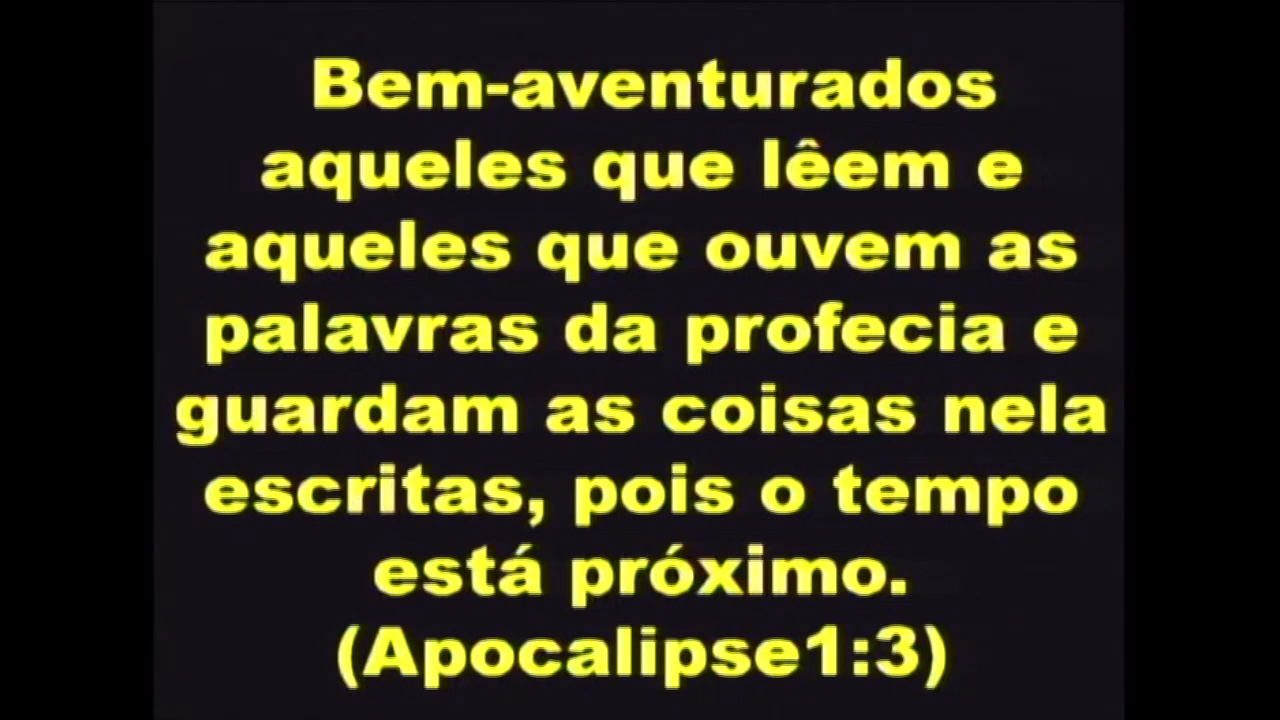 Bem-aventurados
aqueles que lêem e
aqueles que ouvem as
palavras da profecia e
guardam as coisas nela
escritas, pois o tempo
está próximo.
(Apocalipse1:3)